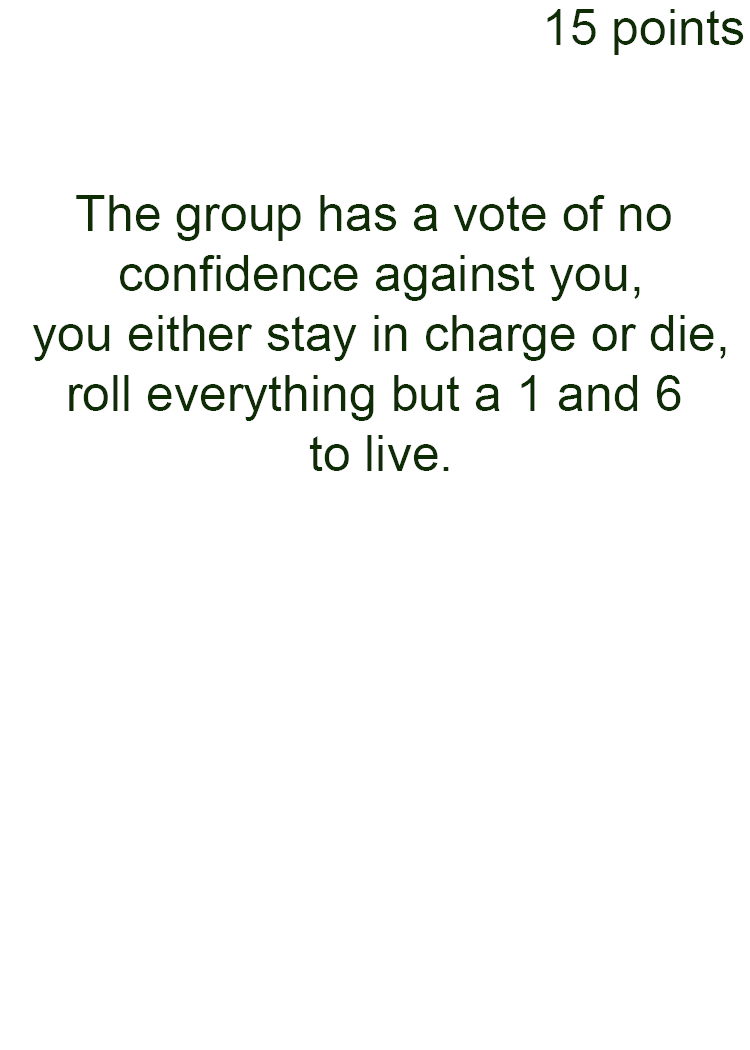 15 points
The group has a vote of no
confidence against you,
you either stay in charge or die,
roll everything but a 1 and 6
to live.